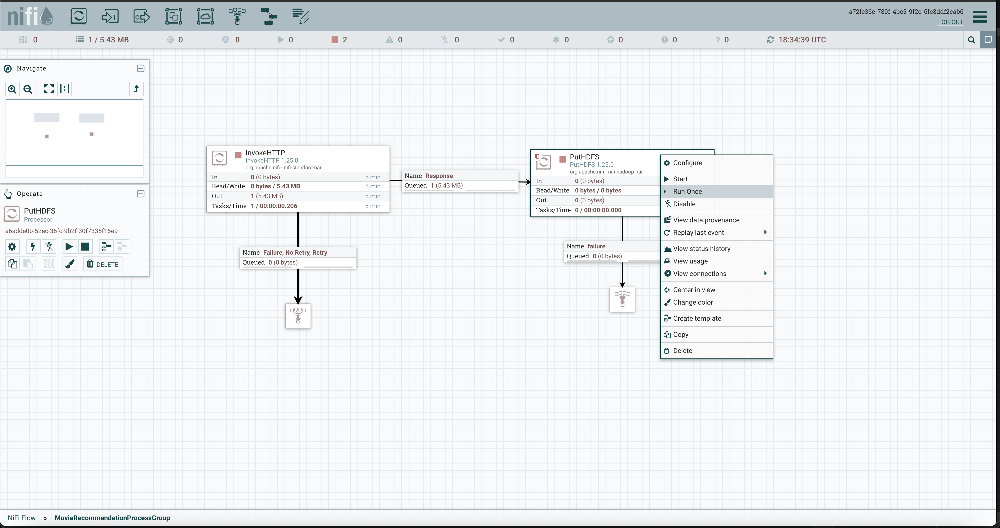 nifi
a72fe36e-789f-4be5-9f2c-6fe8ddf2cab6
LOG OUT
0
1 / 5.43 MB
0
0
0
2
0
0
0
0
0
0
? 0
18:34:39 UTC
Navigate
Operate
PutHDFS
Processor
a6adde0b-52ec-36fc-9b2f-30f7335f16e9
DELETE
InvokeHTTP
InvokeHTTP 1.25.0
org.apache.nifi - nifi-standard-nar
In 0 (0 bytes) 5 min
Read/Write 0 bytes / 5.43 MB 5 min
Out 1 (5.43 MB) 5 min
Tasks/Time 1 / 00:00:00.206 5 min
Name Response
Queued 1 (5.43 MB)
Name Failure, No Retry, Retry
Queued 0 (0 bytes)
PutHDFS
PutHDFS 1.25.0
org.apache.nifi - nifi-hadoop-nar
In 0 (0 bytes)
Read/Write 0 bytes / 0 bytes
Out 0 (0 bytes)
Tasks/Time 0 / 00:00:00.000
Name failure
Queued 0 (0 bytes)
Configure
Start
Run Once
Disable
View data provenance
Replay last event
View status history
View usage
View connections
Center in view
Change color
Create template
Copy
Delete
NiFi Flow » MovieRecommendationProcessGroup